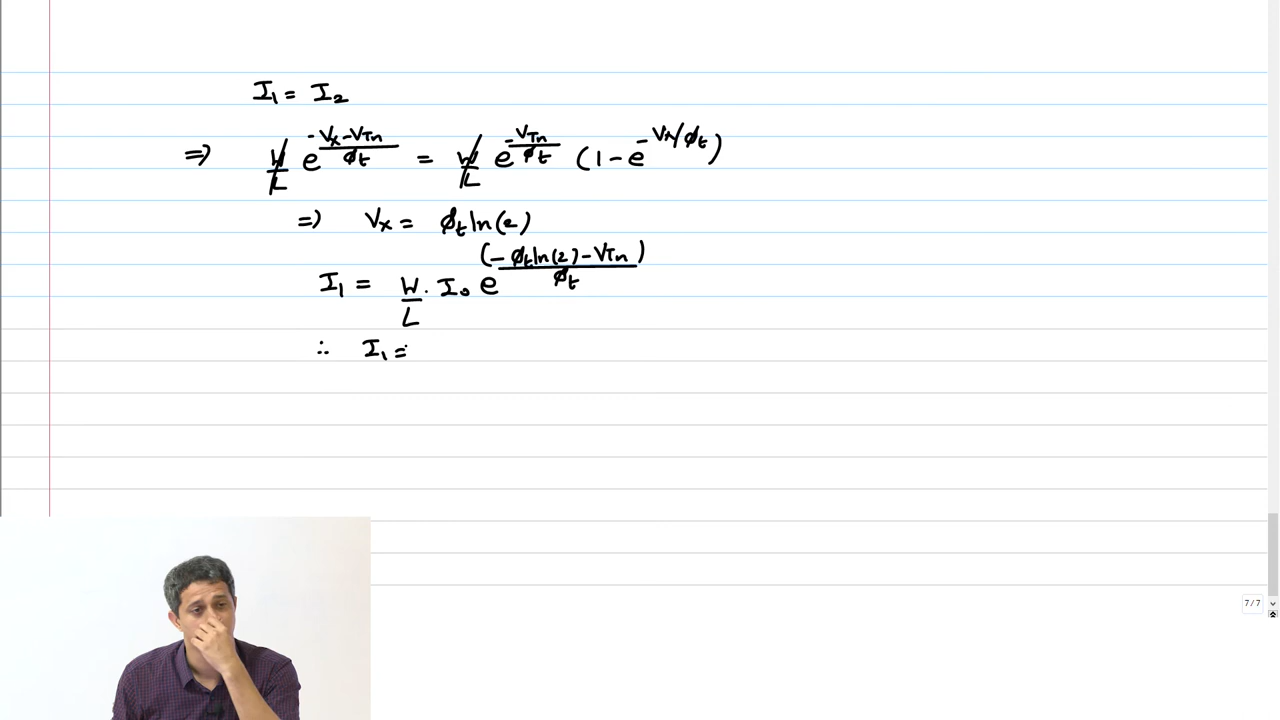 I₁ = I₂
⇒ W/L e^((-Vx-VTn)/ϕt) = W/L e^(-VTn/ϕt) (1 - e^(-Vx/ϕt))
⇒ Vx = ϕt ln(2)
I₁ = W/L · I₀ e^((-ϕt ln(2) - VTn)/ϕt)
∴ I₁ =
7/7